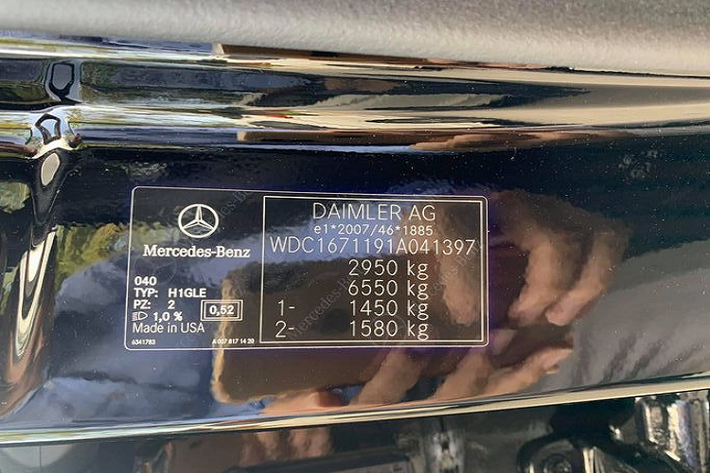 Mercedes-Benz
040
TYP: H1GLE
PZ: 2
1,0 % 0,52
Made in USA
6341763 A 007 817 14 20
DAIMLER AG
e1*2007/46*1885
WDC1671191A041397
2950 kg
6550 kg
1- 1450 kg
2- 1580 kg